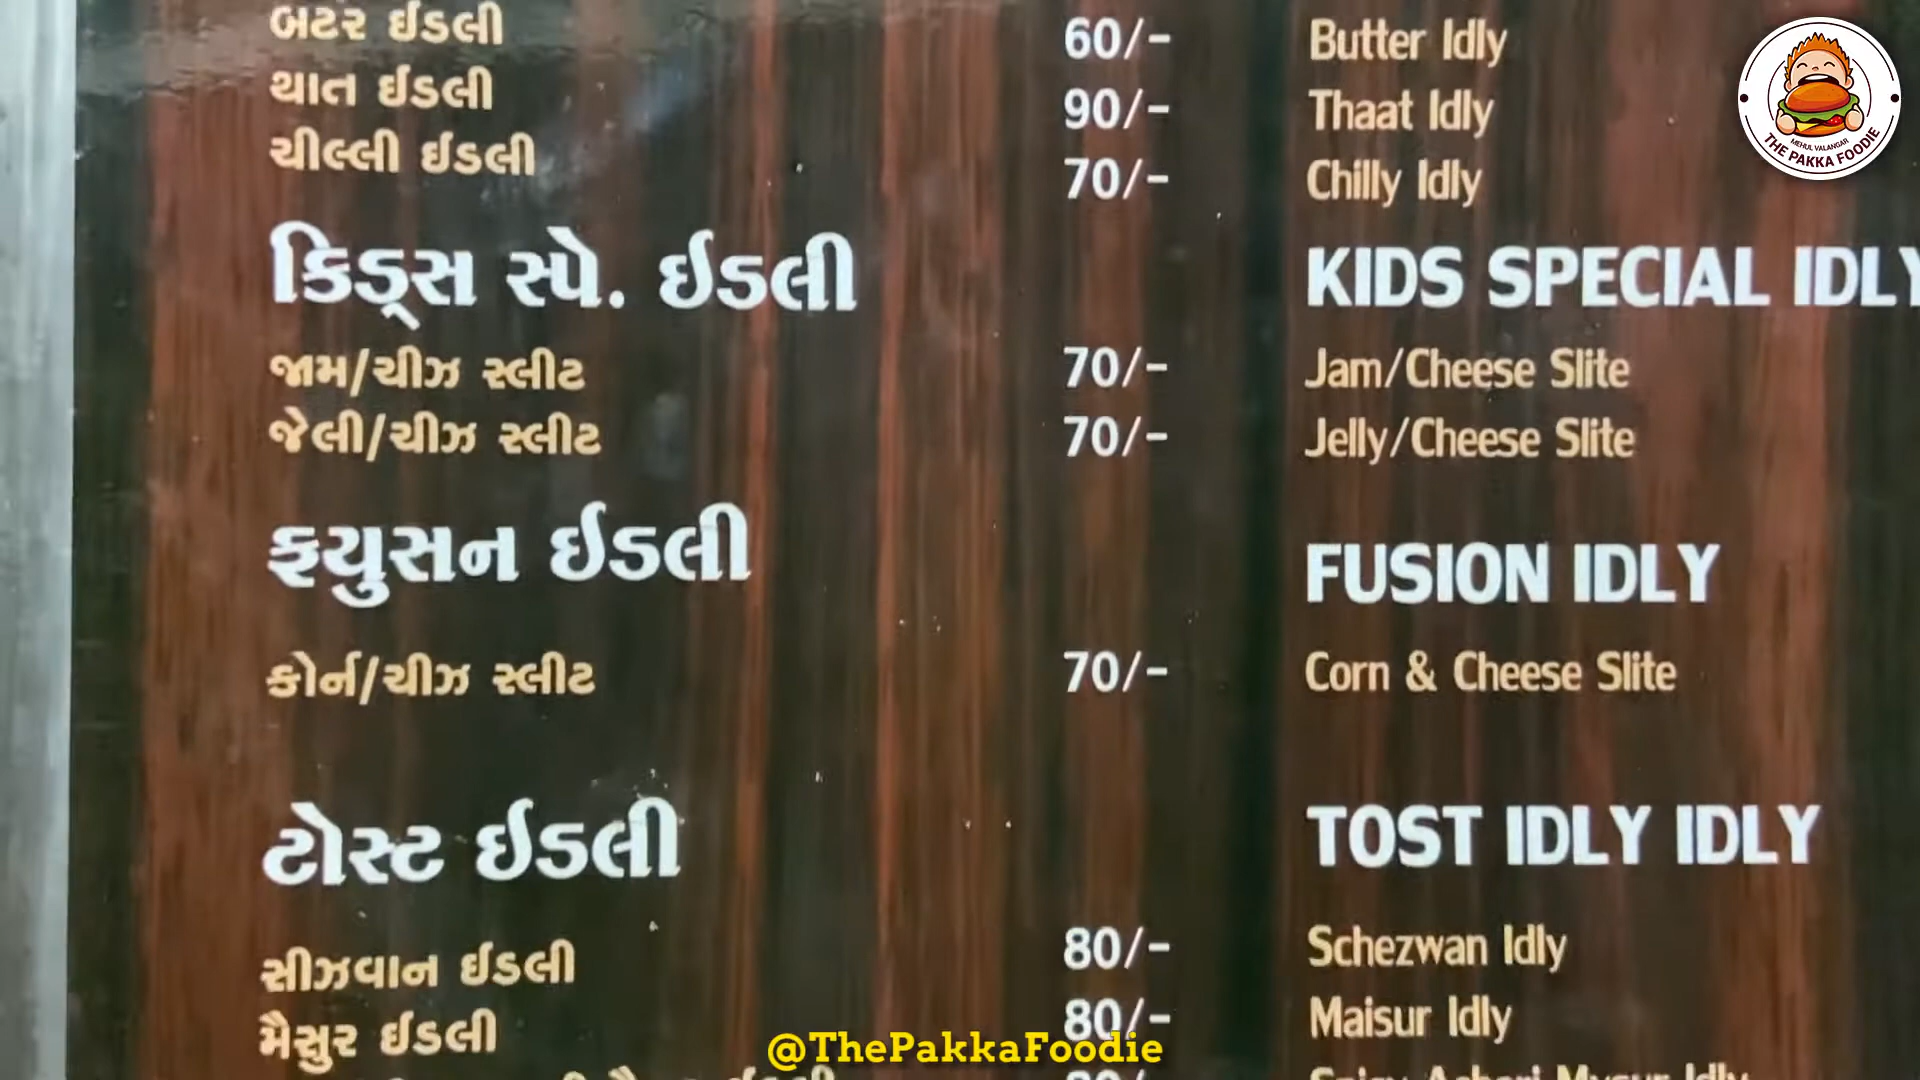 બટર ઈડલી 60/- Butter Idly
થાત ઈડલી 90/- Thaat Idly
ચીલ્લી ઈડલી 70/- Chilly Idly
કિડ્સ સ્પે. ઈડલી KIDS SPECIAL IDLY
જામ/ચીઝ સ્લીટ 70/- Jam/Cheese Slite
જેલી/ચીઝ સ્લીટ 70/- Jelly/Cheese Slite
ફયુસન ઈડલી FUSION IDLY
કોર્ન/ચીઝ સ્લીટ 70/- Corn & Cheese Slite
ટોસ્ટ ઈડલી TOST IDLY IDLY
સીઝવાન ઈડલી 80/- Schezwan Idly
મૈસુર ઈડલી 80/- Maisur Idly
MEHUL VALANGAR
THE PAKKA FOODIE
@ThePakkaFoodie